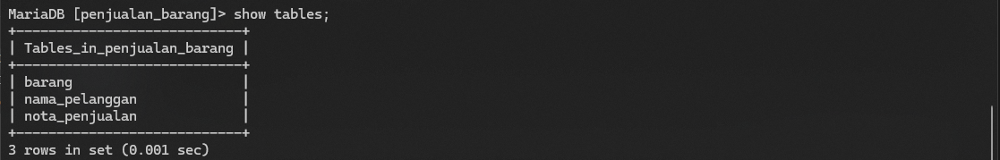 MariaDB [penjualan_barang]> show tables;
+----------------------------+
| Tables_in_penjualan_barang |
+----------------------------+
| barang                     |
| nama_pelanggan             |
| nota_penjualan             |
+----------------------------+
3 rows in set (0.001 sec)